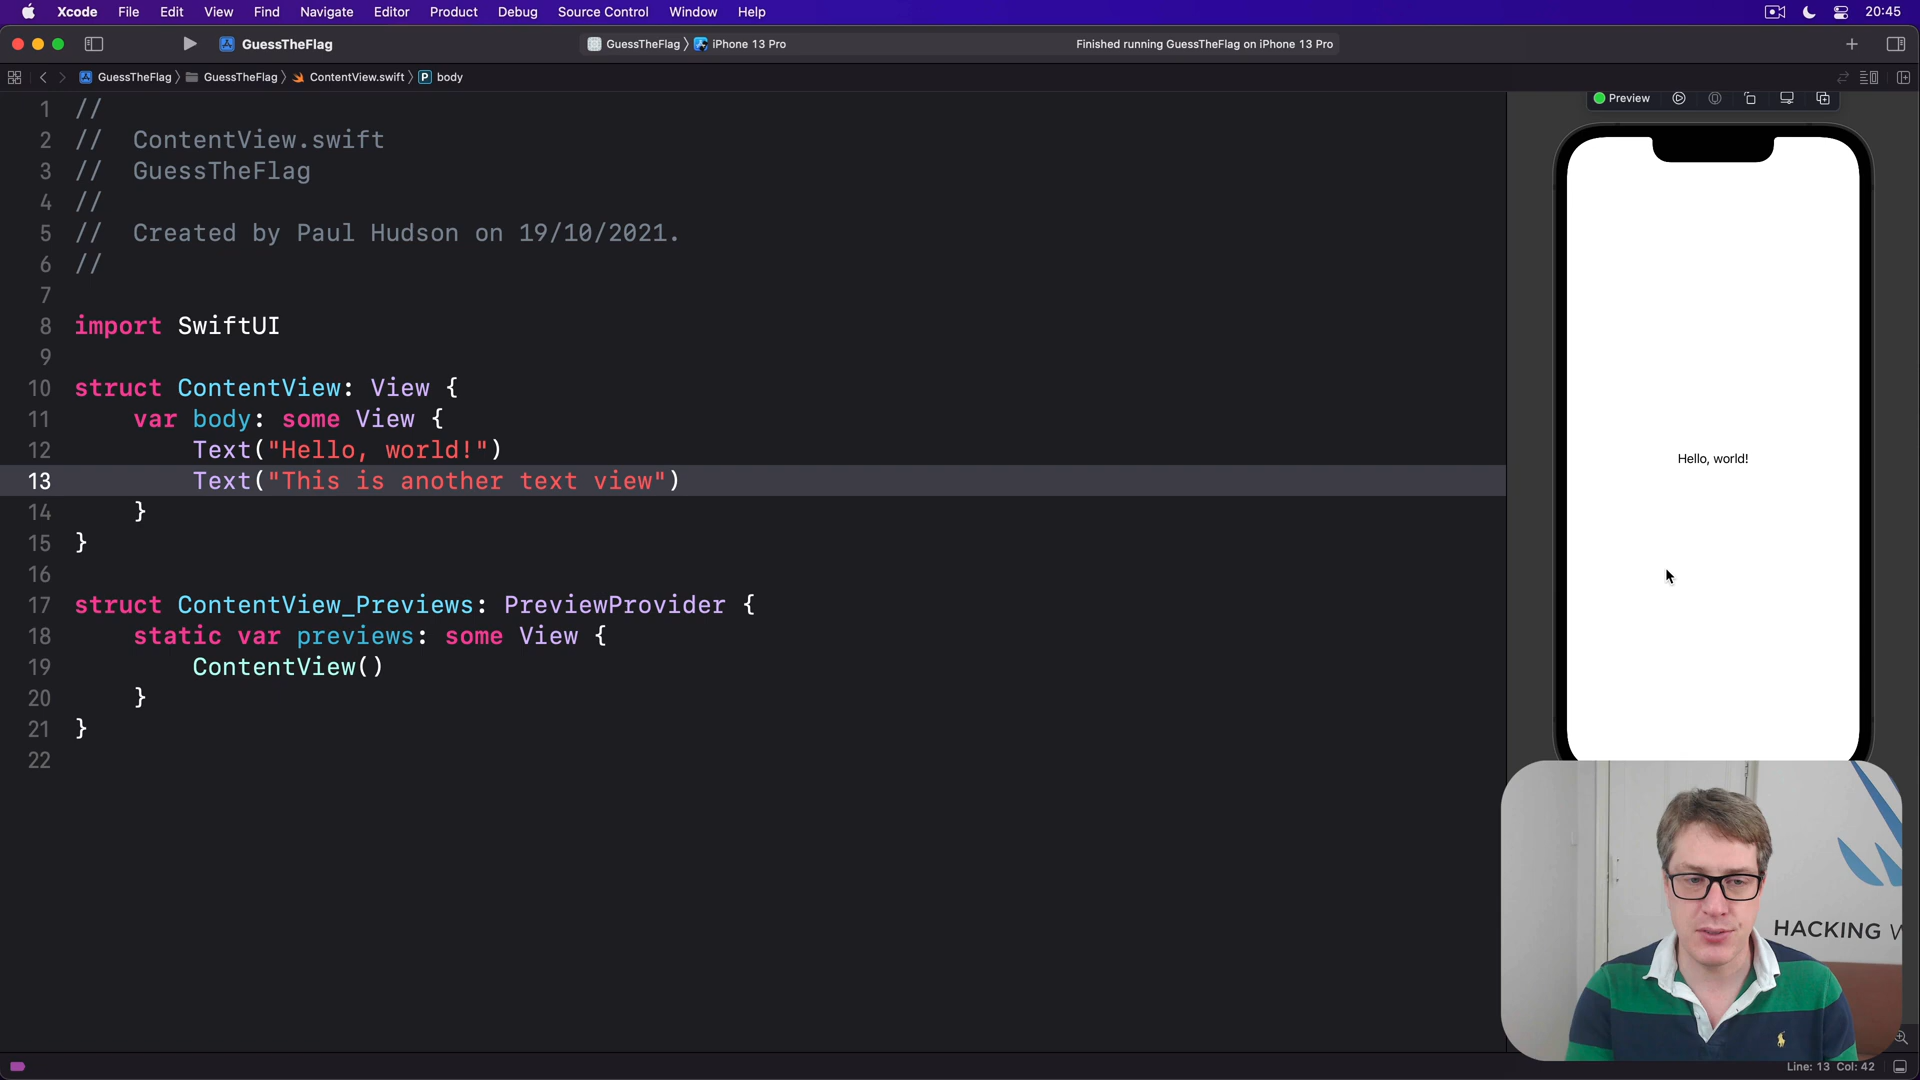 Xcode File Edit View Find Navigate Editor Product Debug Source Control Window Help 20:45
GuessTheFlag GuessTheFlag 〉 iPhone 13 Pro Finished running GuessTheFlag on iPhone 13 Pro
GuessTheFlag 〉 GuessTheFlag 〉 ContentView.swift 〉 P body
Preview
1 //
2 //  ContentView.swift
3 //  GuessTheFlag
4 //
5 //  Created by Paul Hudson on 19/10/2021.
6 //
7
8 import SwiftUI
9
10 struct ContentView: View {
11     var body: some View {
12         Text("Hello, world!")
13         Text("This is another text view")
14     }
15 }
16
17 struct ContentView_Previews: PreviewProvider {
18     static var previews: some View {
19         ContentView()
20     }
21 }
22
Hello, world!
HACKING W
Line: 13 Col: 42